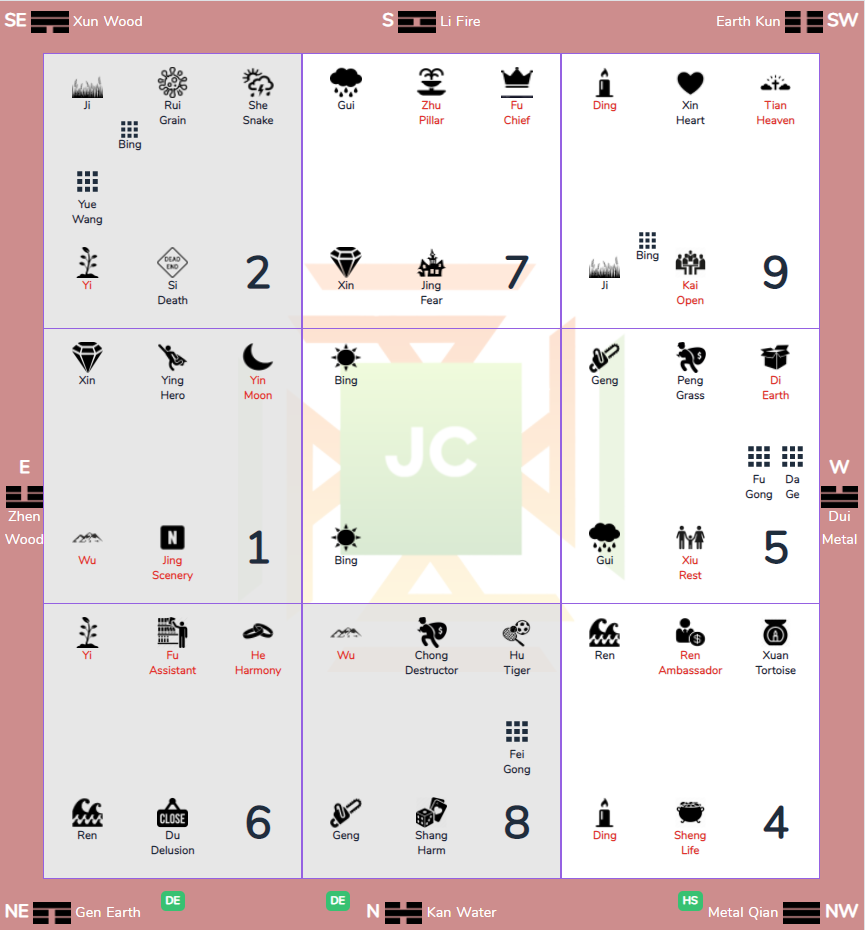 SE Xun Wood
S Li Fire
Earth Kun SW
Ji
Rui
Grain
She
Snake
Bing
Yue
Wang
Yi
DEAD
END
Si
Death
2
Gui
Zhu
Pillar
Fu
Chief
Xin
Jing
Fear
7
Ding
Xin
Heart
Tian
Heaven
Bing
Ji
Kai
Open
9
E
Zhen
Wood
Xin
Ying
Hero
Yin
Moon
Wu
N
Jing
Scenery
1
Bing
JC
Bing
Geng
Peng
Grass
Di
Earth
Fu
Gong
Da
Ge
Gui
Xiu
Rest
5
W
Dui
Metal
Yi
Fu
Assistant
He
Harmony
Ren
CLOSE
Du
Delusion
6
Wu
Chong
Destructor
Hu
Tiger
Fei
Gong
Geng
Shang
Harm
8
Ren
Ren
Ambassador
A
Xuan
Tortoise
Ding
Sheng
Life
4
NE Gen Earth
DE
DE
N Kan Water
HS
Metal Qian NW